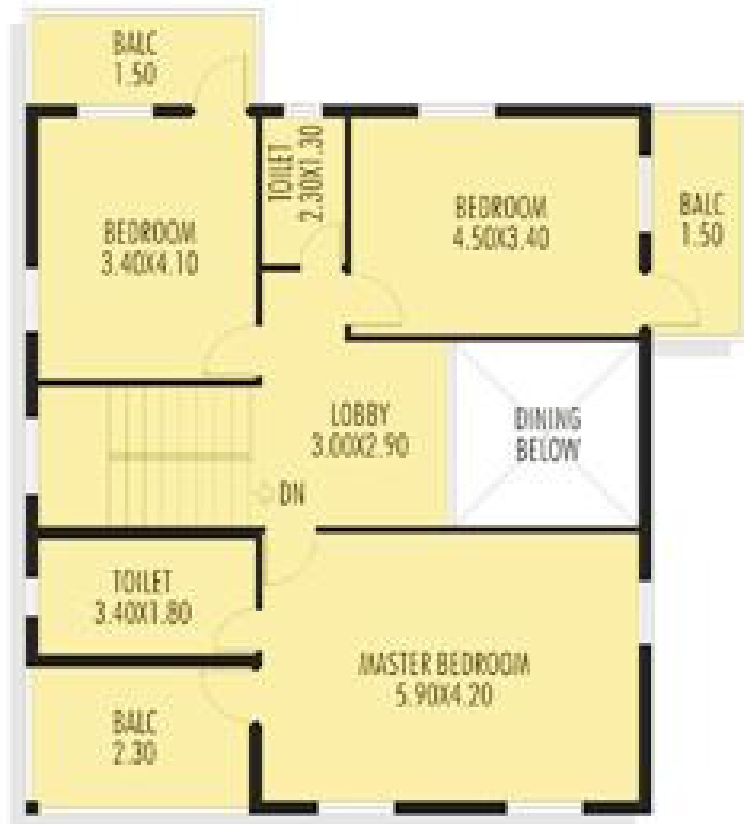 BALC
1.50
TOILET
2.30X1.30
BEDROOM
3.40X4.10
BEDROOM
4.50X3.40
BALC
1.50
LOBBY
3.00X2.90
DINING
BELOW
DN
TOILET
3.40X1.80
MASTER BEDROOM
5.90X4.20
BALC
2.30